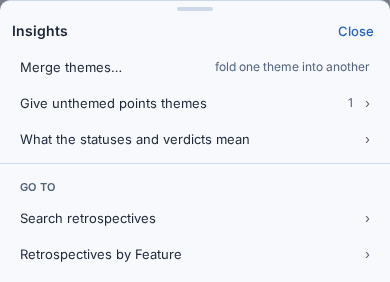 Insights Close
Merge themes... fold one theme into another
Give unthemed points themes 1 ›
What the statuses and verdicts mean ›
GO TO
Search retrospectives ›
Retrospectives by Feature ›